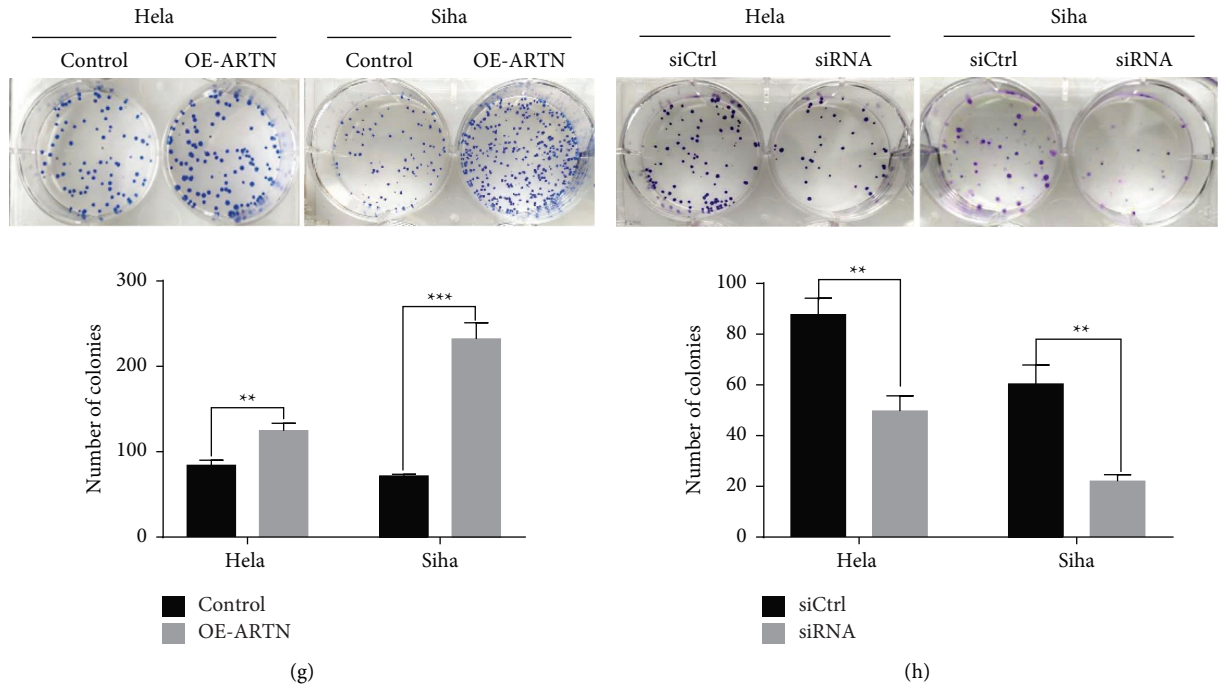 Hela
Siha
Control
OE-ARTN
Control
OE-ARTN
300
200
100
0
Number of colonies
**
***
Hela
Siha
Control
OE-ARTN
(g)
Hela
Siha
siCtrl
siRNA
siCtrl
siRNA
100
80
60
40
20
0
Number of colonies
**
**
Hela
Siha
siCtrl
siRNA
(h)